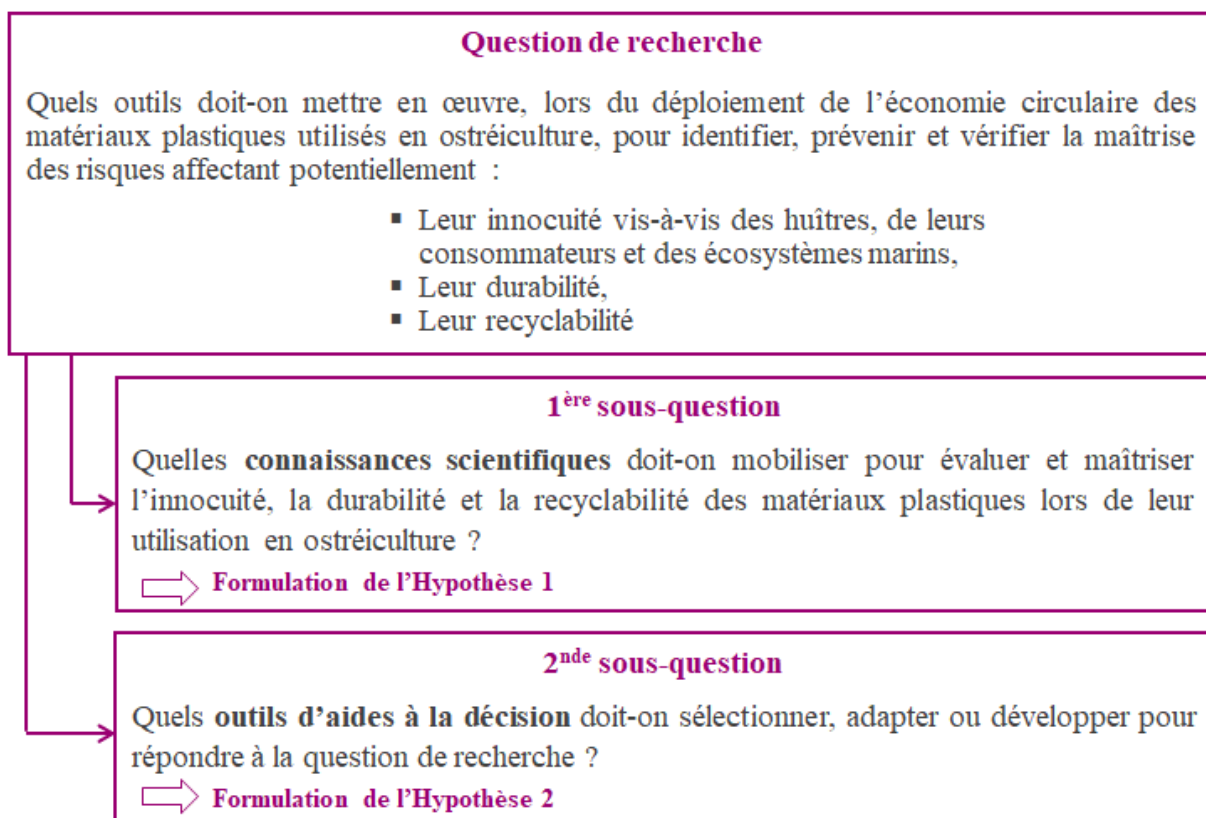 Question de recherche
Quels outils doit-on mettre en œuvre, lors du déploiement de l’économie circulaire des
matériaux plastiques utilisés en ostréiculture, pour identifier, prévenir et vérifier la maîtrise
des risques affectant potentiellement :
▪ Leur innocuité vis-à-vis des huîtres, de leurs
consommateurs et des écosystèmes marins,
▪ Leur durabilité,
▪ Leur recyclabilité
1ère sous-question
Quelles connaissances scientifiques doit-on mobiliser pour évaluer et maîtriser
l’innocuité, la durabilité et la recyclabilité des matériaux plastiques lors de leur
utilisation en ostréiculture ?
Formulation de l’Hypothèse 1
2nde sous-question
Quels outils d’aides à la décision doit-on sélectionner, adapter ou développer pour
répondre à la question de recherche ?
Formulation de l’Hypothèse 2